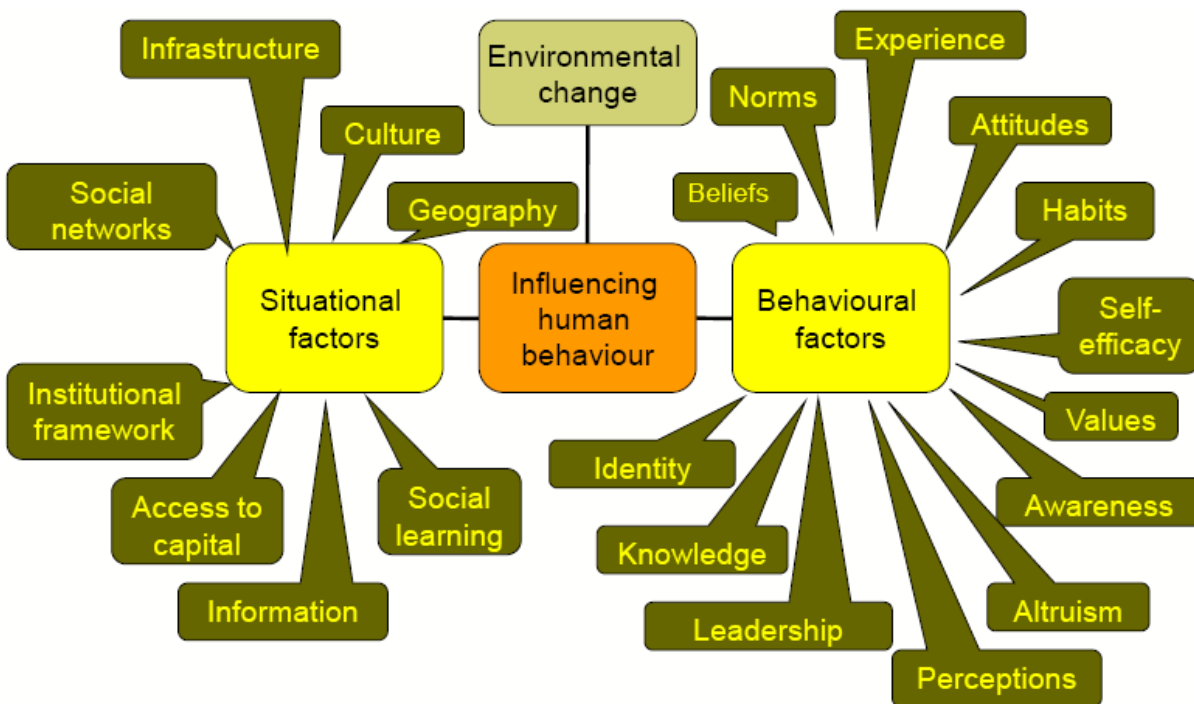 Infrastructure
Environmental
change
Experience
Norms
Culture
Attitudes
Social
networks
Geography
Beliefs
Habits
Situational
factors
Influencing
human
behaviour
Behavioural
factors
Self-
efficacy
Institutional
framework
Values
Identity
Access to
capital
Social
learning
Awareness
Knowledge
Information
Leadership
Altruism
Perceptions